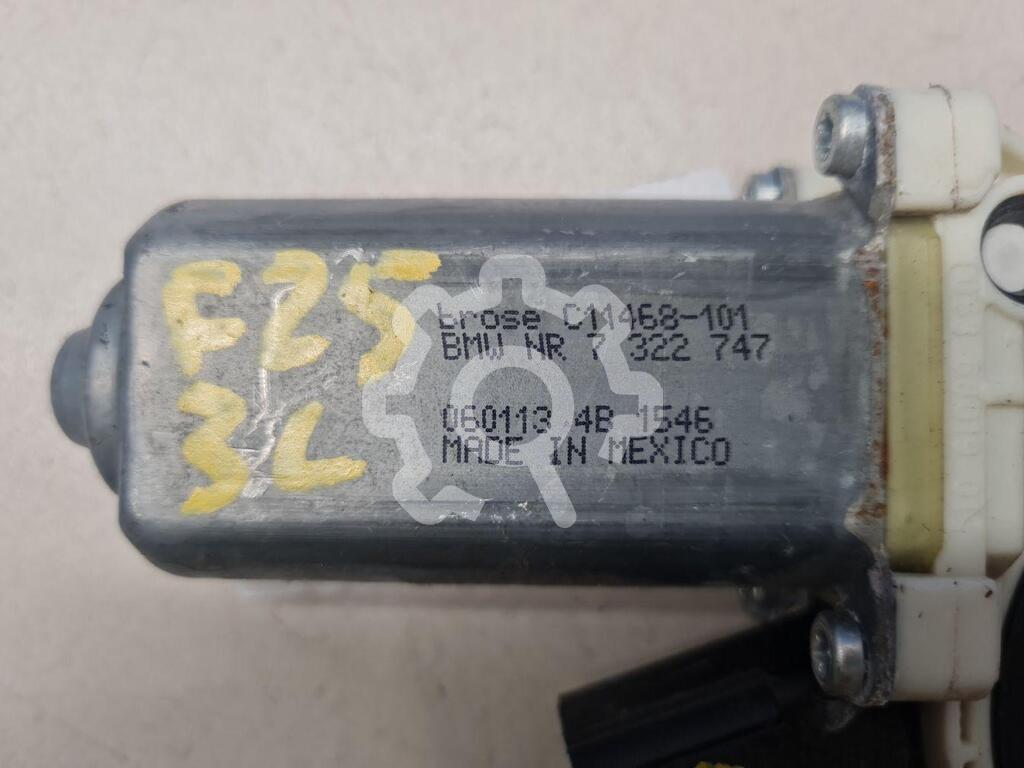 F25
3L
brose C11468-101
BMW NR 7 322 747
060113 4B 1546
MADE IN MEXICO